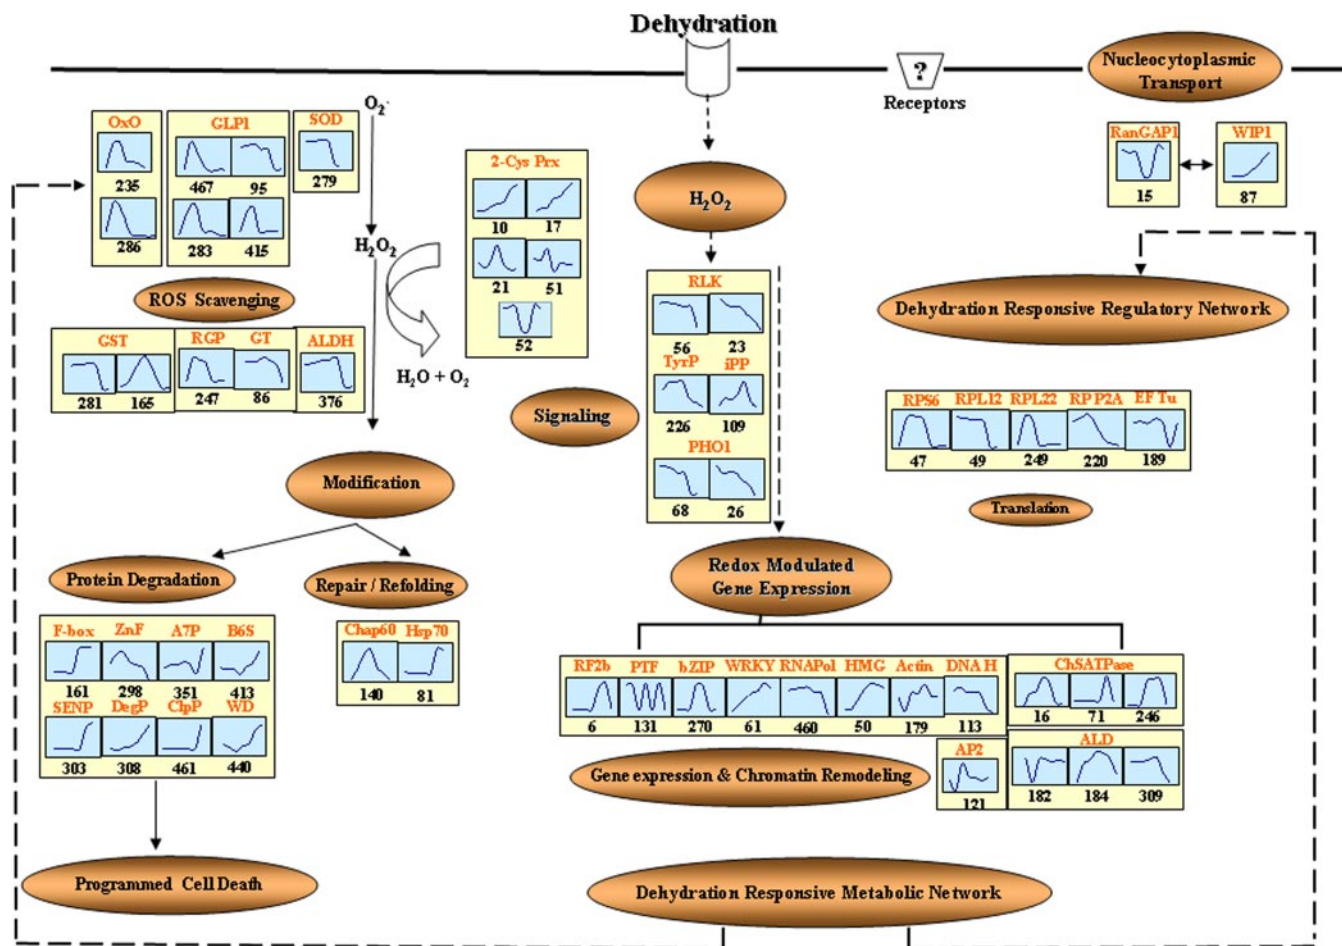 Dehydration
?
Receptors
Nucleocytoplasmic
Transport
O₂⁻
OxO
235
286
GLP1
467 95
283 415
SOD
279
2-Cys Prx
10 17
21 51
52
H₂O₂
RanGAP1
15
WIP1
87
H₂O₂
H₂O + O₂
ROS Scavenging
GST
281 165
RGP GT
247 86
ALDH
376
RLK
56 23
TyrP iPP
226 109
PHO1
68 26
Signaling
Dehydration Responsive Regulatory Network
RPS6 RPL12 RPL22 RPP2A EF Tu
47 49 249 220 189
Translation
Modification
Protein Degradation
Repair / Refolding
F-box ZnF A7P B6S
161 298 351 413
SENP DegP ClpP WD
303 308 461 440
Chap60 Hsp70
140 81
Redox Modulated
Gene Expression
RF2b PTF bZIP WRKY RNAPol HMG Actin DNA H
6 131 270 61 460 50 179 113
ChSATPase
16 71 246
AP2
121
ALD
182 184 309
Gene expression & Chromatin Remodeling
Programmed Cell Death
Dehydration Responsive Metabolic Network